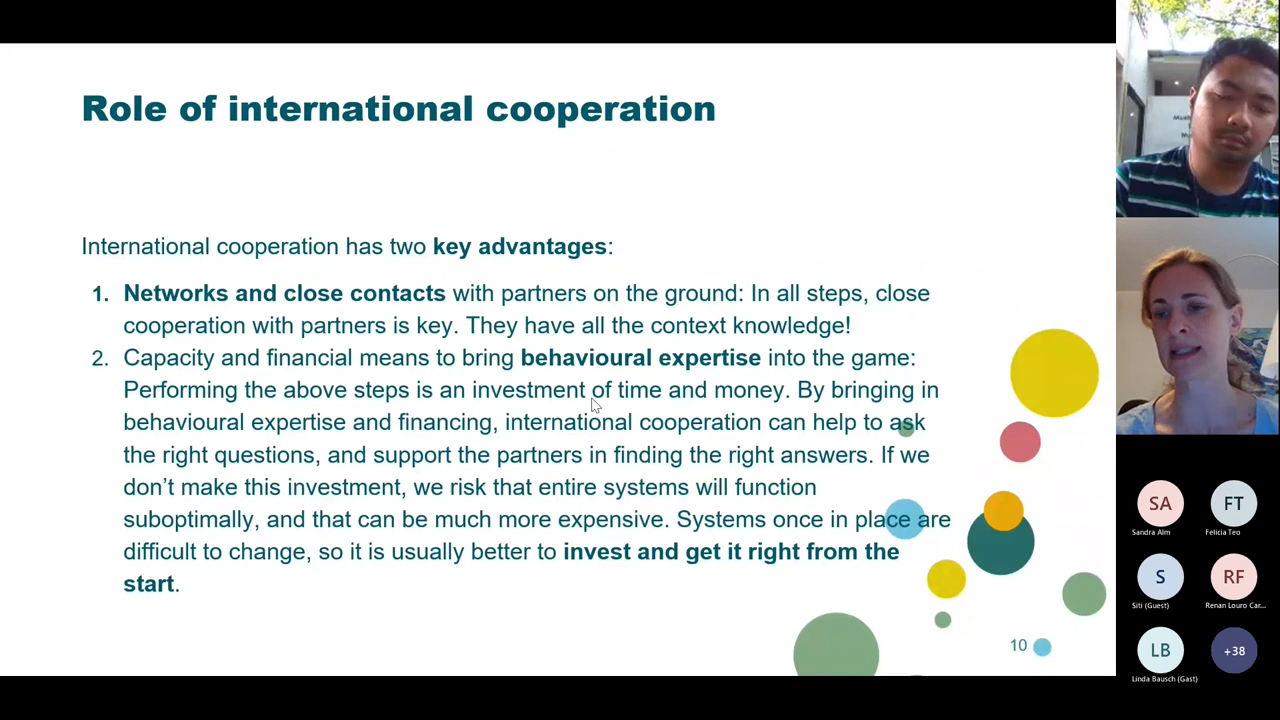 Role of international cooperation
International cooperation has two key advantages:
1. Networks and close contacts with partners on the ground: In all steps, close
cooperation with partners is key. They have all the context knowledge!
2. Capacity and financial means to bring behavioural expertise into the game:
Performing the above steps is an investment of time and money. By bringing in
behavioural expertise and financing, international cooperation can help to ask
the right questions, and support the partners in finding the right answers. If we
don’t make this investment, we risk that entire systems will function
suboptimally, and that can be much more expensive. Systems once in place are
difficult to change, so it is usually better to invest and get it right from the
start.
10
SA
Sandra Alm
FT
Felicia Teo
S
Siti (Guest)
RF
Renan Louro Car...
LB
Linda Bausch (Gast)
+38